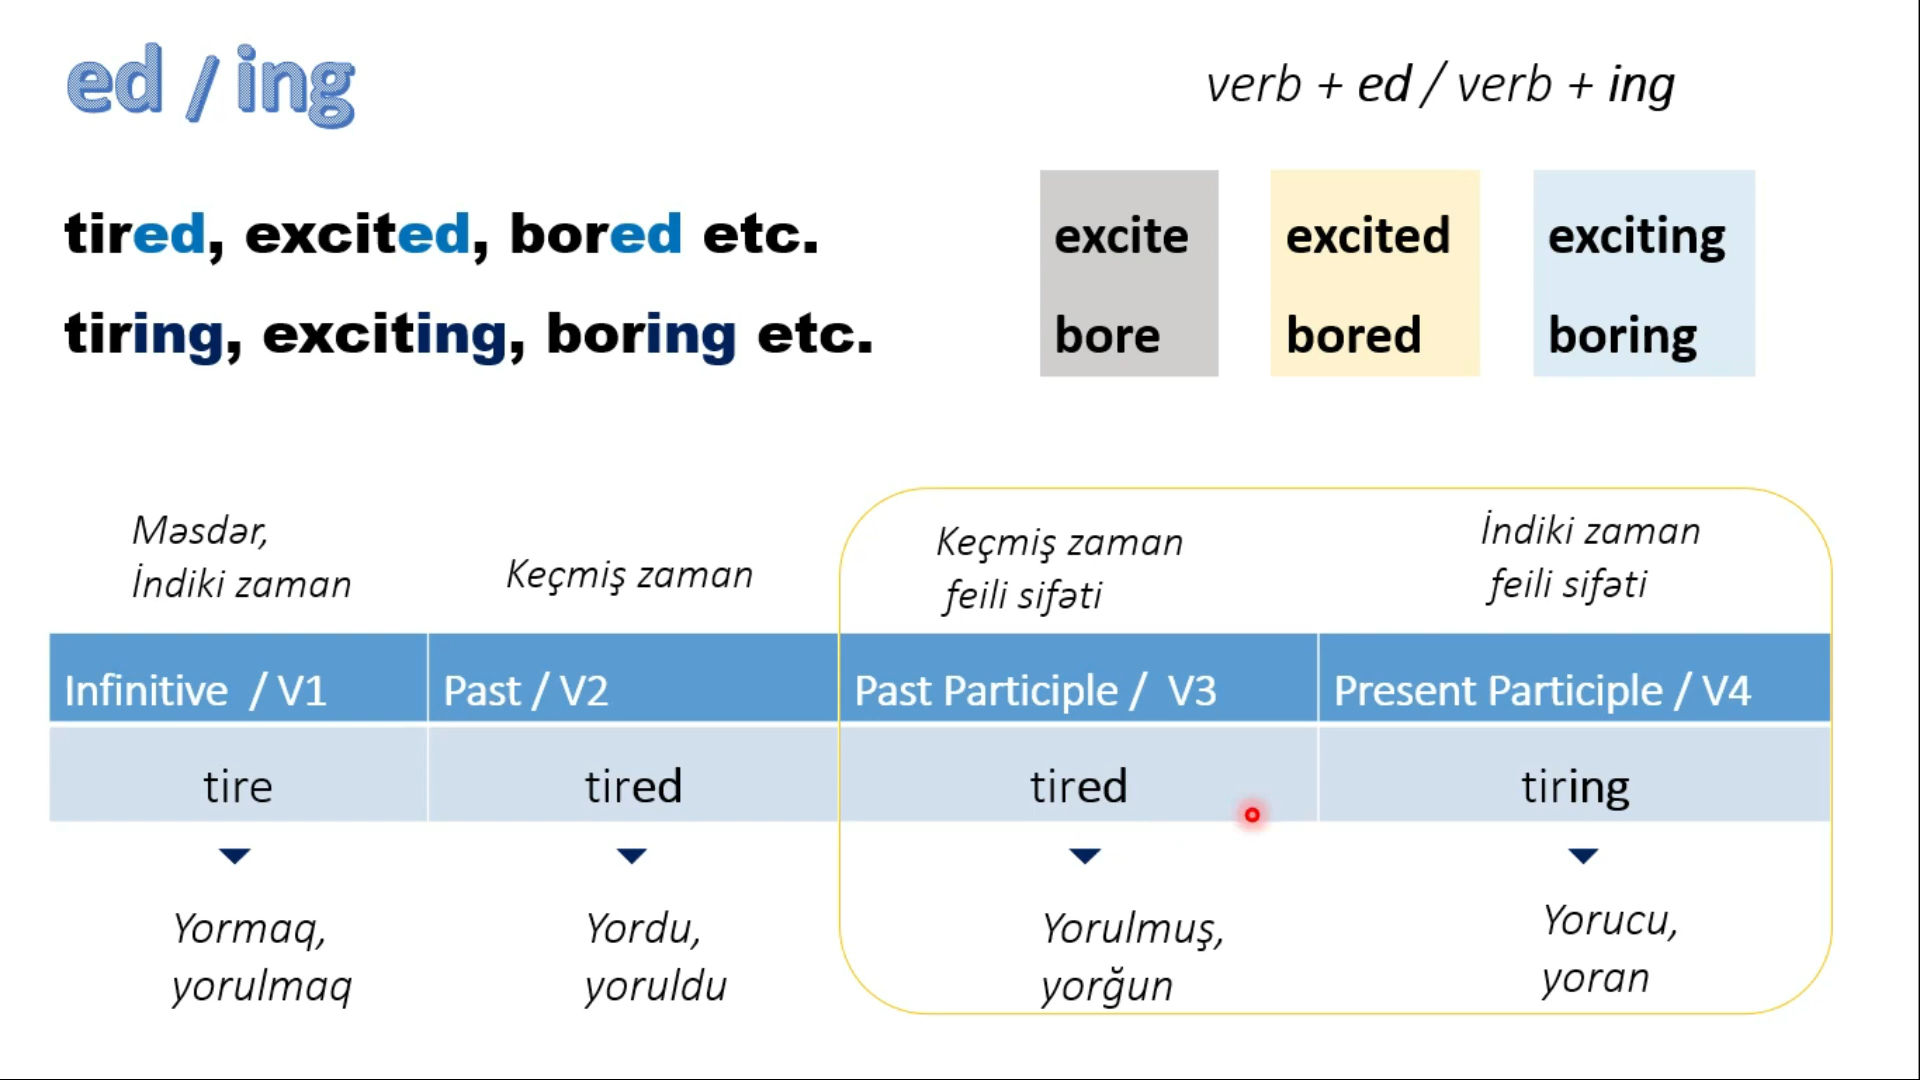 ed / ing
verb + ed / verb + ing
tired, excited, bored etc.
tiring, exciting, boring etc.
excite
bore
excited
bored
exciting
boring
Məsdər,
İndiki zaman
Keçmiş zaman
Keçmiş zaman
feili sifəti
İndiki zaman
feili sifəti
Infinitive / V1
Past / V2
Past Participle / V3
Present Participle / V4
tire
tired
tired
tiring
Yormaq,
yorulmaq
Yordu,
yoruldu
Yorulmuş,
yorğun
Yorucu,
yoran